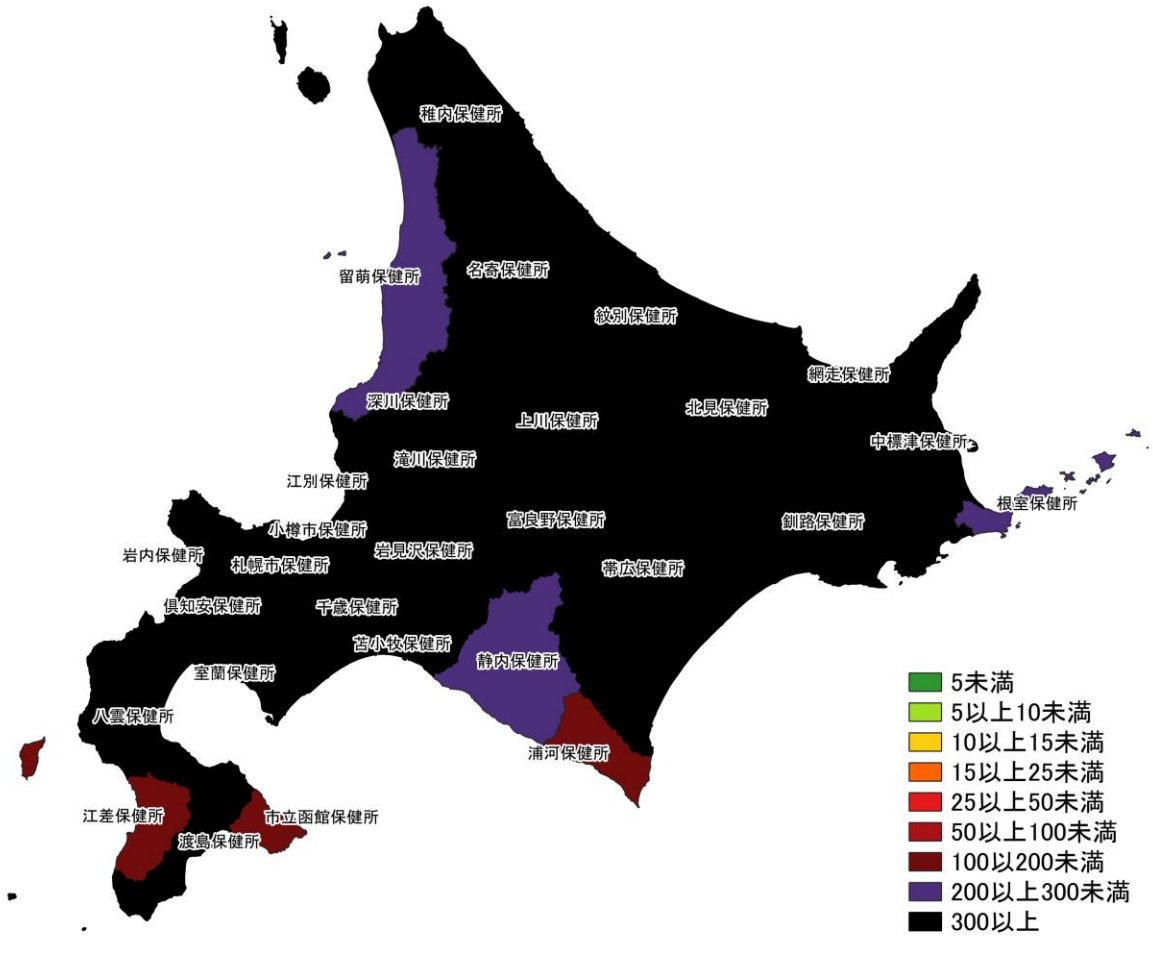 稚内保健所
名寄保健所
留萌保健所
紋別保健所
網走保健所
深川保健所
北見保健所
上川保健所
中標津保健所
滝川保健所
江別保健所
根室保健所
富良野保健所
釧路保健所
小樽市保健所
岩見沢保健所
岩内保健所
札幌市保健所
帯広保健所
倶知安保健所
千歳保健所
苫小牧保健所
静内保健所
室蘭保健所
八雲保健所
浦河保健所
江差保健所
市立函館保健所
渡島保健所
5未満
5以上10未満
10以上15未満
15以上25未満
25以上50未満
50以上100未満
100以200未満
200以上300未満
300以上